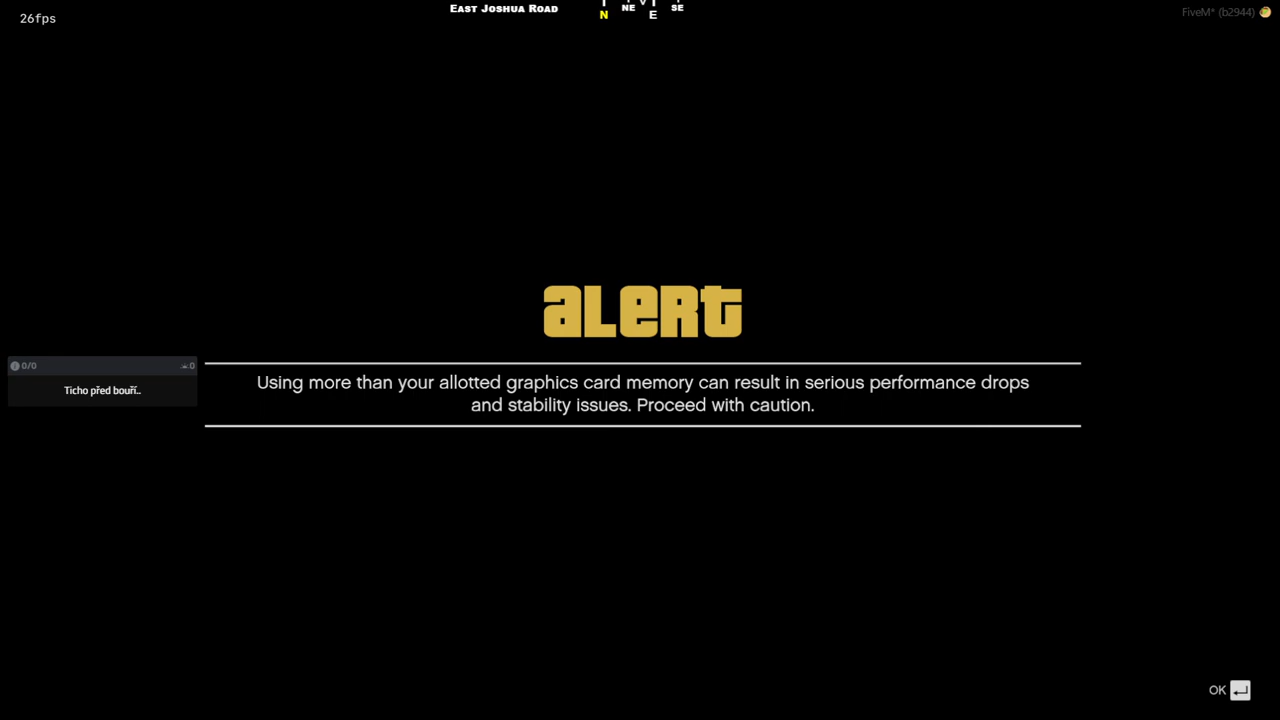 26fps
East Joshua Road
N NE E SE
FiveM* (b2944)
ALERT
0/0 0
Ticho před bouří..
Using more than your allotted graphics card memory can result in serious performance drops
and stability issues. Proceed with caution.
OK